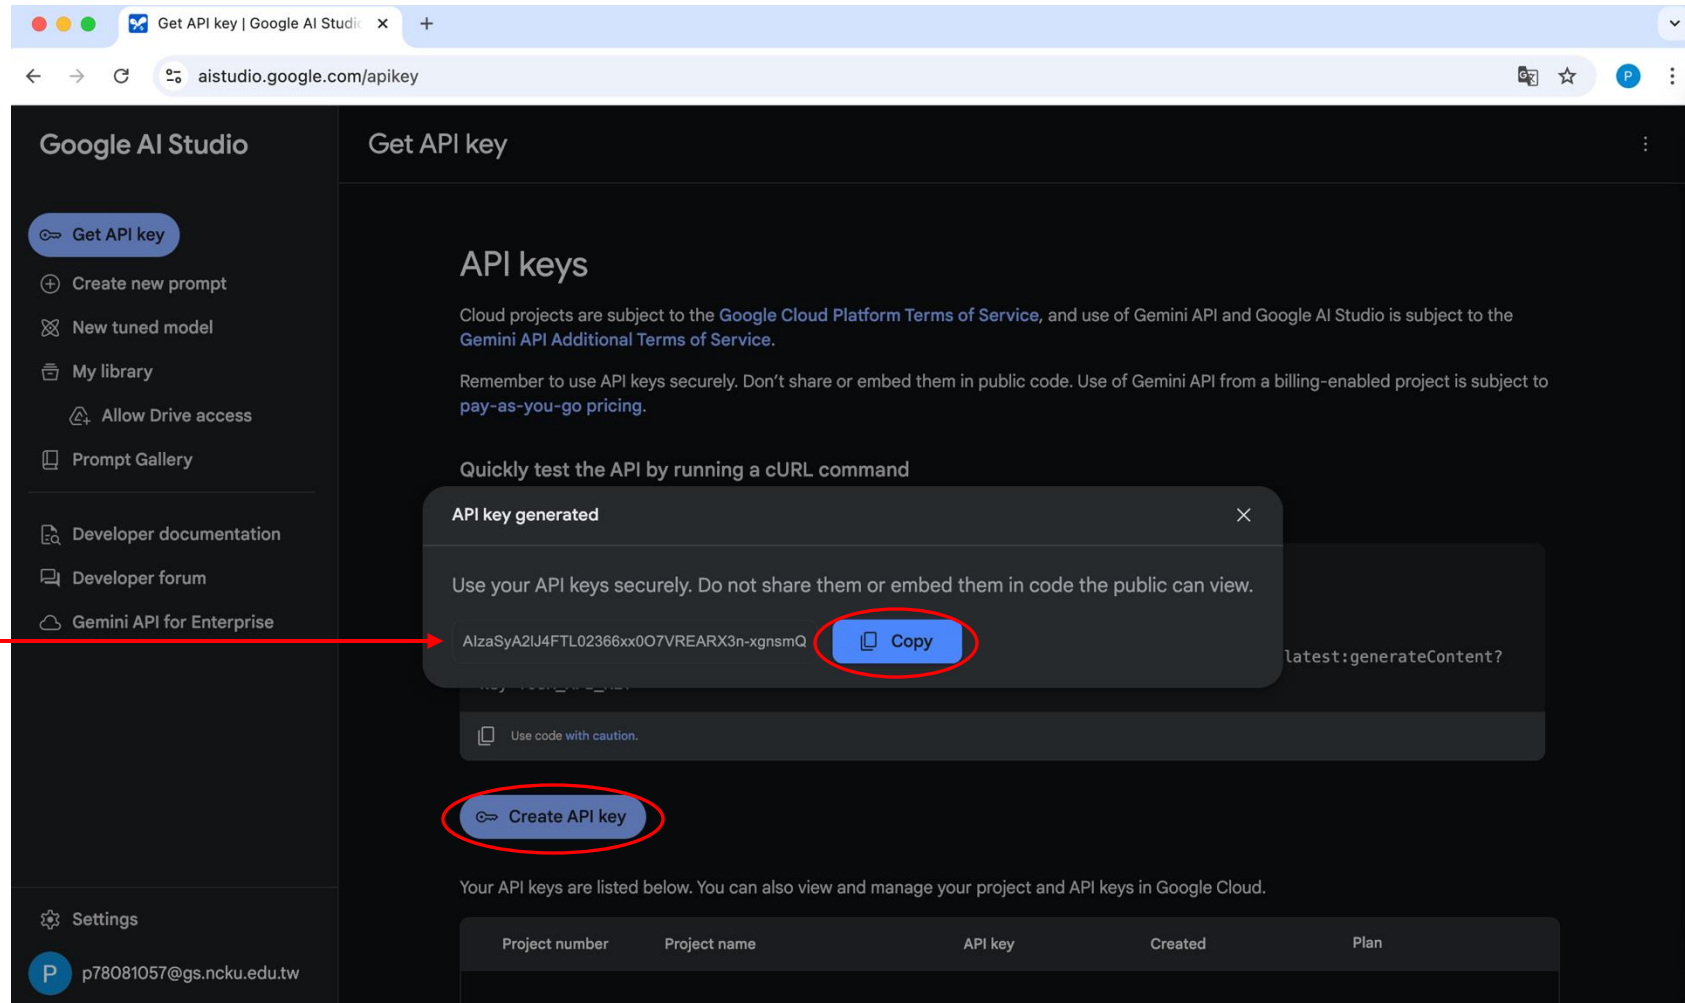 Get API key | Google AI Studio
aistudio.google.com/apikey
P
Google AI Studio
Get API key
Get API key
Create new prompt
New tuned model
My library
Allow Drive access
Prompt Gallery
Developer documentation
Developer forum
Gemini API for Enterprise
Settings
P
p78081057@gs.ncku.edu.tw
API keys
Cloud projects are subject to the Google Cloud Platform Terms of Service, and use of Gemini API and Google AI Studio is subject to the
Gemini API Additional Terms of Service.
Remember to use API keys securely. Don’t share or embed them in public code. Use of Gemini API from a billing-enabled project is subject to
pay-as-you-go pricing.
Quickly test the API by running a cURL command
API key generated
Use your API keys securely. Do not share them or embed them in code the public can view.
Copy
latest:generateContent?
Use code with caution.
Create API key
Your API keys are listed below. You can also view and manage your project and API keys in Google Cloud.
Project number Project name API key Created Plan